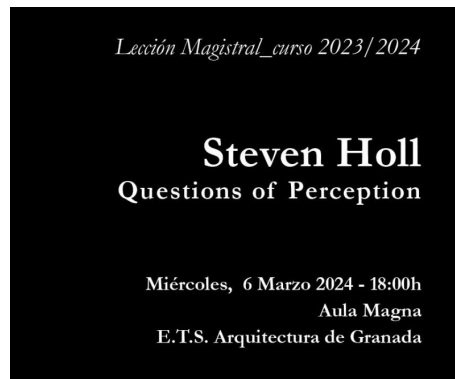 Lección Magistral_curso 2023/2024
Steven Holl
Questions of Perception
Miércoles, 6 Marzo 2024 - 18:00h
Aula Magna
E.T.S. Arquitectura de Granada